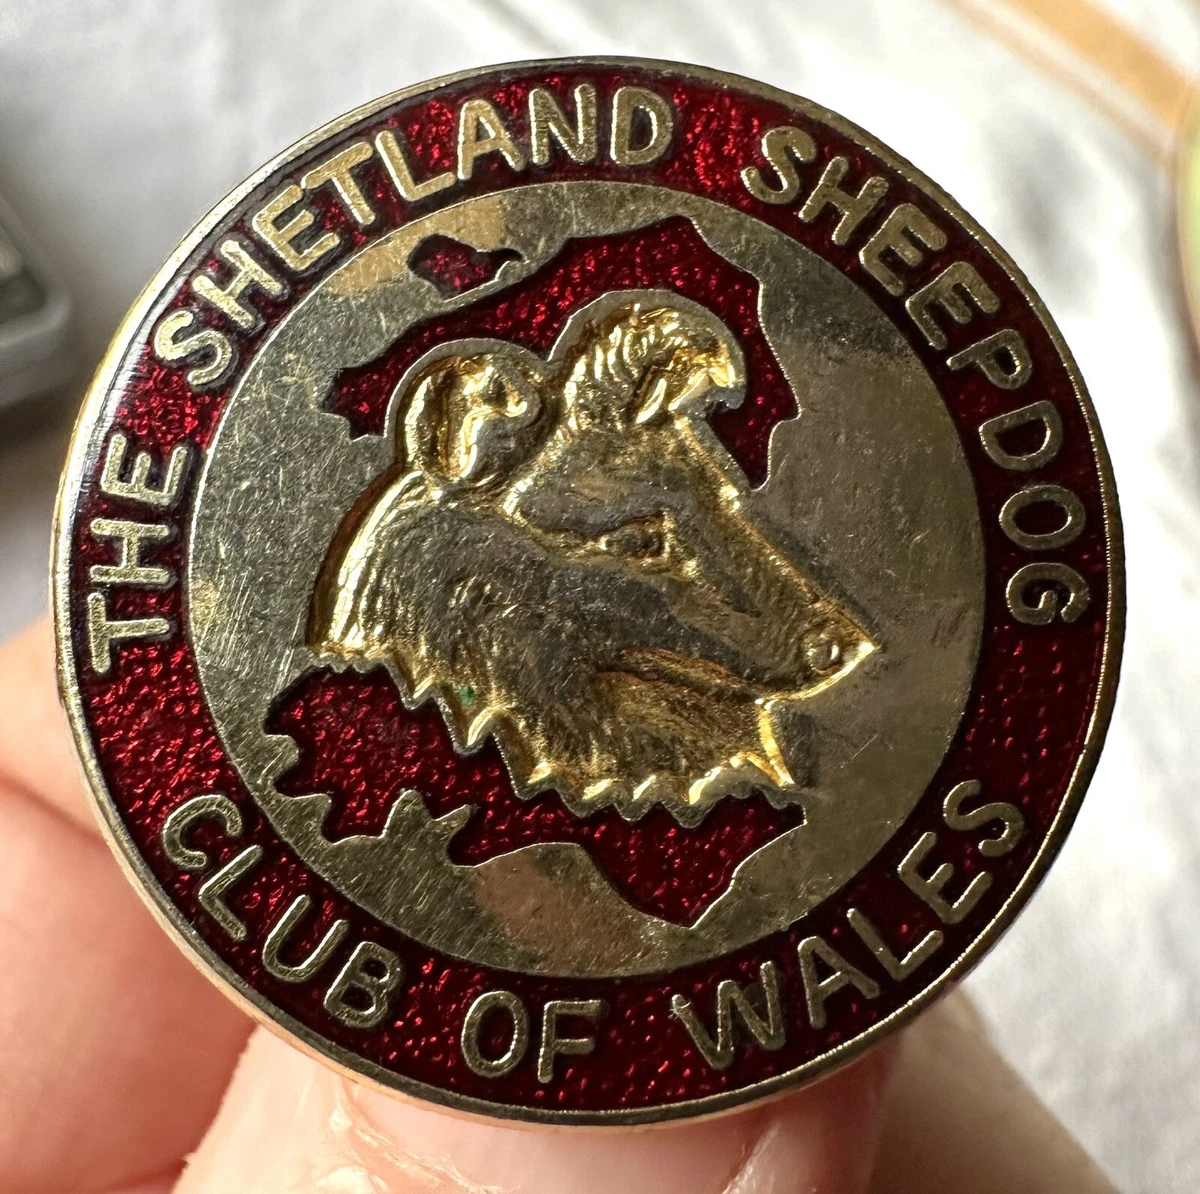 THE SHETLAND SHEEPDOG
CLUB OF WALES